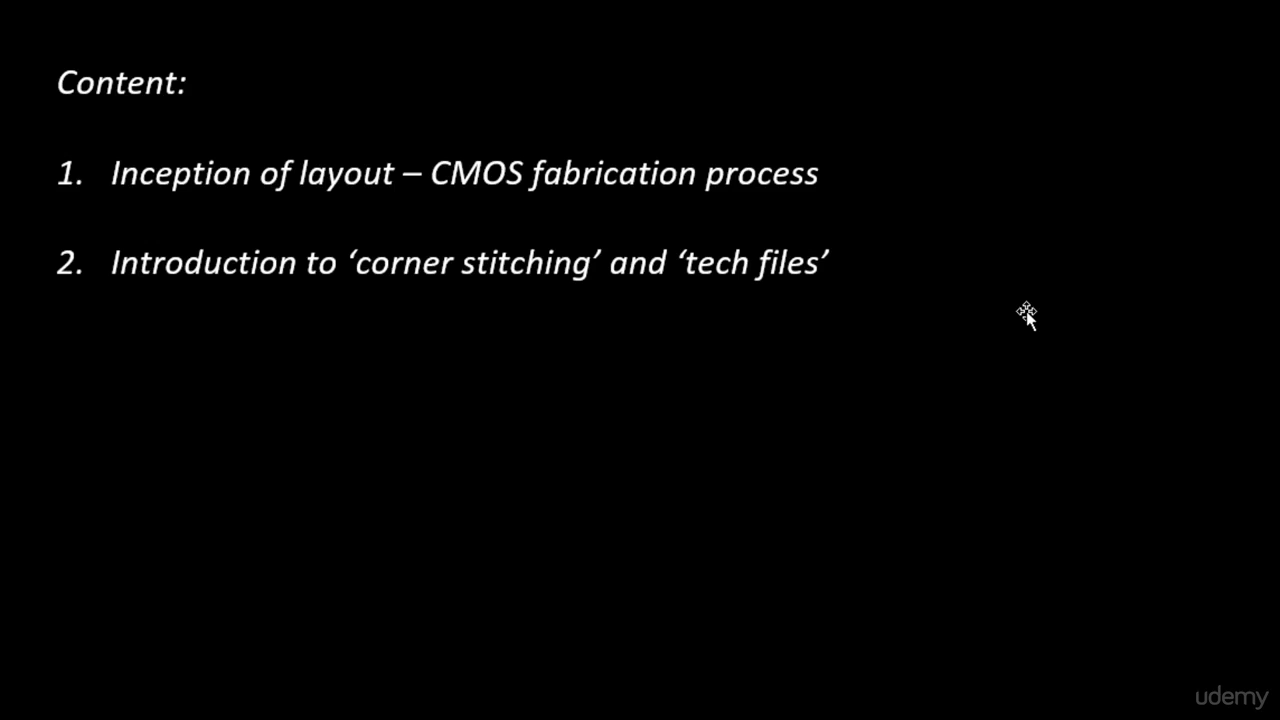 Content:
1. Inception of layout – CMOS fabrication process
2. Introduction to ‘corner stitching’ and ‘tech files’
udemy